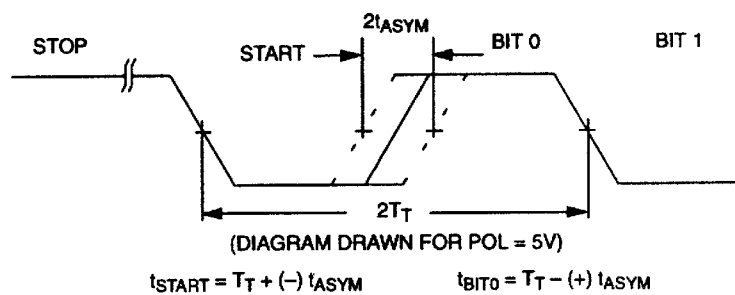 2tASYM
STOP START BIT 0 BIT 1
2TT
(DIAGRAM DRAWN FOR POL = 5V)
tSTART = TT + (–) tASYM tBIT0 = TT – (+) tASYM